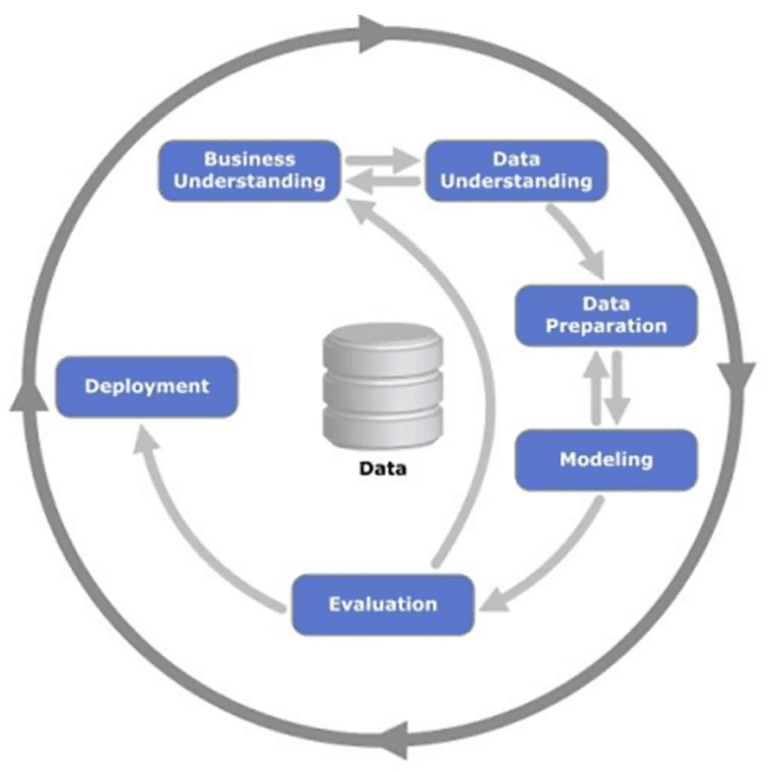 Business
Understanding
Data
Understanding
Data
Preparation
Deployment
Modeling
Data
Evaluation